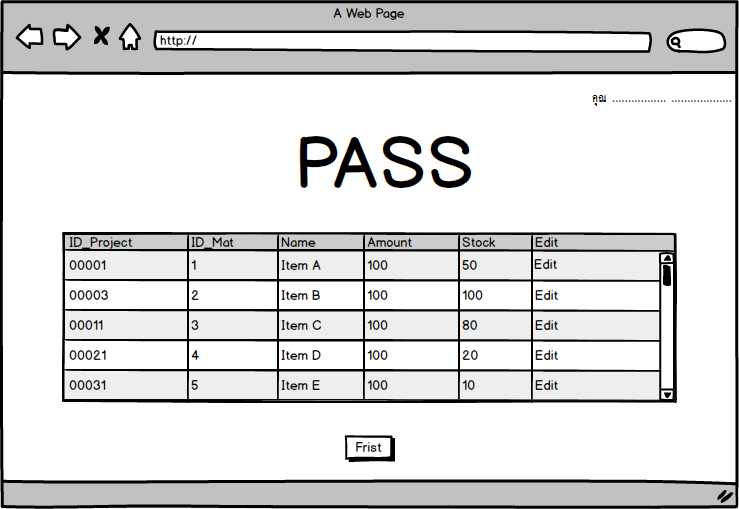 A Web Page
http://
คุณ .................. ....................
PASS
ID_Project ID_Mat Name Amount Stock Edit
00001 1 Item A 100 50 Edit
00003 2 Item B 100 100 Edit
00011 3 Item C 100 80 Edit
00021 4 Item D 100 20 Edit
00031 5 Item E 100 10 Edit
Frist